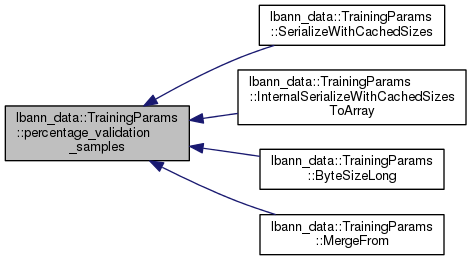 lbann_data::TrainingParams
::percentage_validation
_samples
lbann_data::TrainingParams
::SerializeWithCachedSizes
lbann_data::TrainingParams
::InternalSerializeWithCachedSizes
ToArray
lbann_data::TrainingParams
::ByteSizeLong
lbann_data::TrainingParams
::MergeFrom